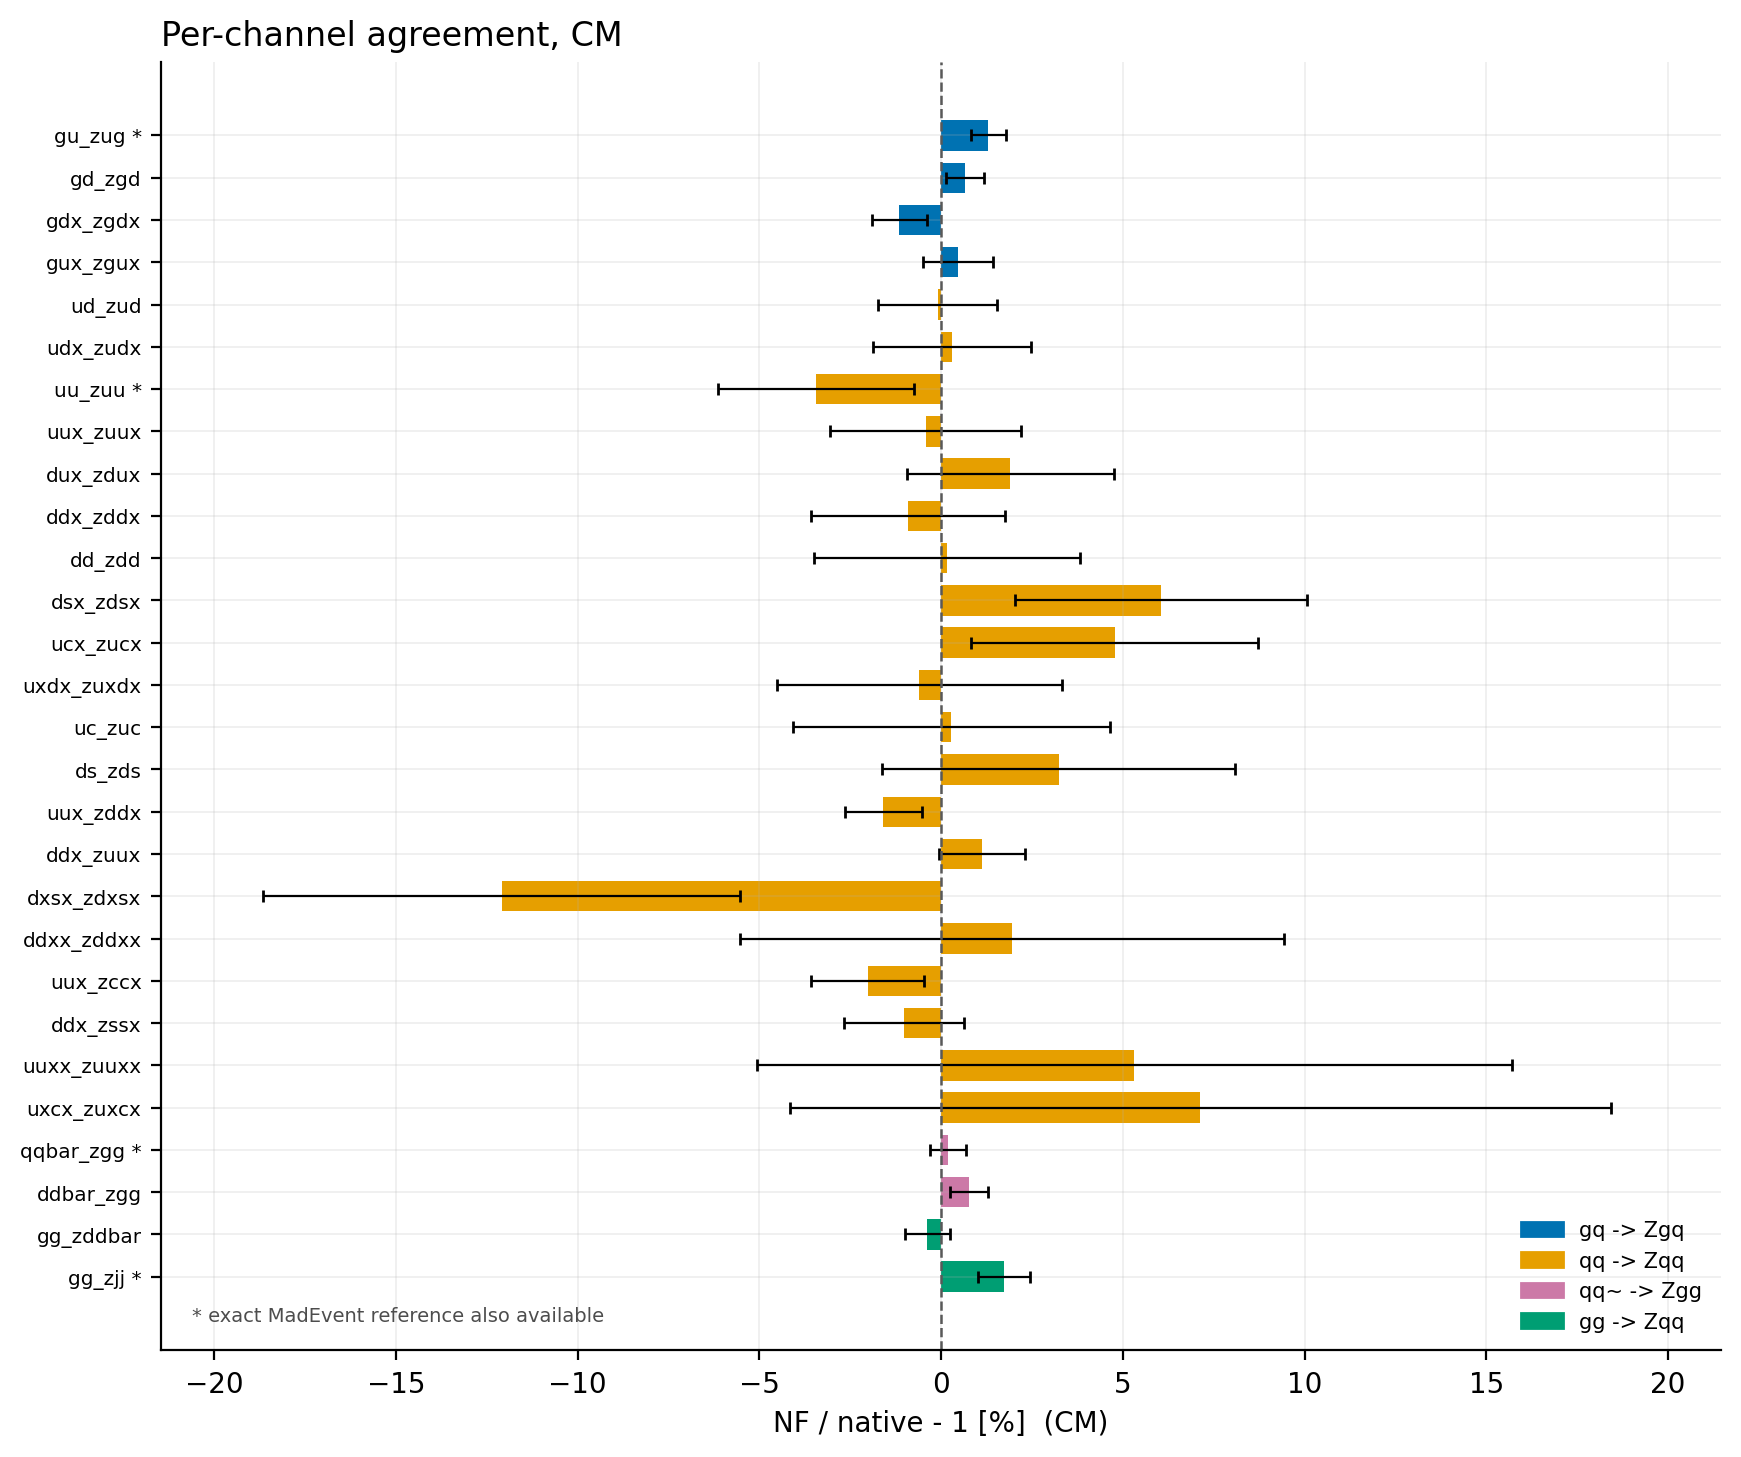 Per-channel agreement, CM
gu_zug *
gd_zgd
gdx_zgdx
gux_zgux
ud_zud
udx_zudx
uu_zuu *
uux_zuux
dux_zdux
ddx_zddx
dd_zdd
dsx_zdsx
ucx_zucx
uxdx_zuxdx
uc_zuc
ds_zds
uux_zddx
ddx_zuux
dxsx_zdxsx
ddxx_zddxx
uux_zccx
ddx_zssx
uuxx_zuuxx
uxcx_zuxcx
qqbar_zgg *
ddbar_zgg
gg_zddbar
gg_zjj *
gq -> Zgq
qq -> Zqq
qq~ -> Zgg
gg -> Zqq
* exact MadEvent reference also available
−20 −15 −10 −5 0 5 10 15 20
NF / native - 1 [%] (CM)